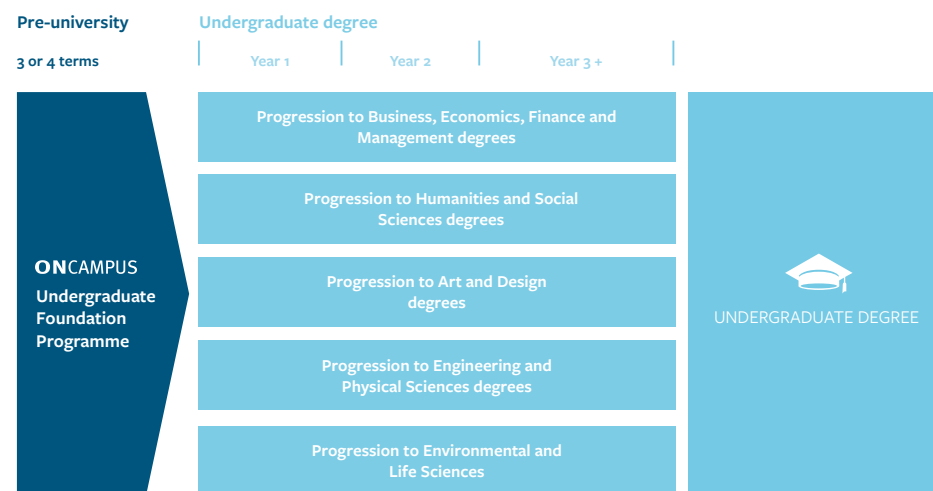 Pre-university
Undergraduate degree
3 or 4 terms
Year 1
Year 2
Year 3 +
ONCAMPUS
Undergraduate
Foundation
Programme
Progression to Business, Economics, Finance and
Management degrees
Progression to Humanities and Social
Sciences degrees
Progression to Art and Design
degrees
Progression to Engineering and
Physical Sciences degrees
Progression to Environmental and
Life Sciences
UNDERGRADUATE DEGREE